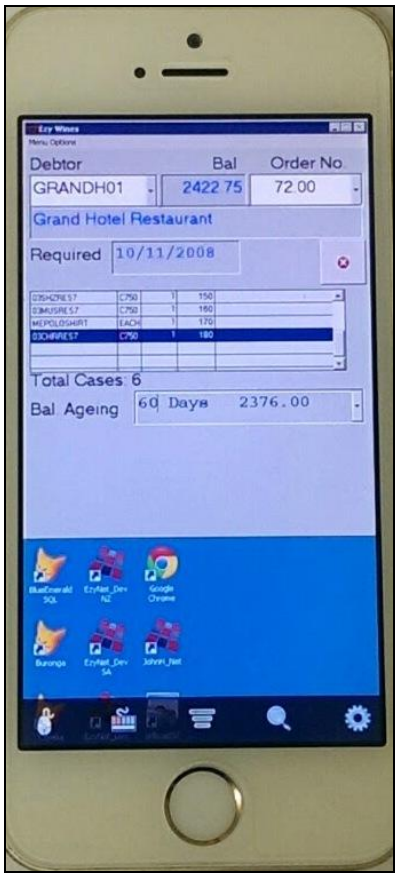 Ezy Wines
Menu Options
Debtor Bal Order No.
GRANDH01 2422.75 72.00
Grand Hotel Restaurant
Required 10/11/2008
03SHZRES7 C750 1 150
03MUSRES7 C750 1 160
MEPOLOSHIRT EACH 1 170
03CHRRES7 C750 1 180
Total Cases: 6
Bal. Ageing 60 Days 2376.00
BlueEmerald SQL
EzyNet_Dev NZ
Google Chrome
Buronga
EzyNet_Dev SA
JohnH_Net